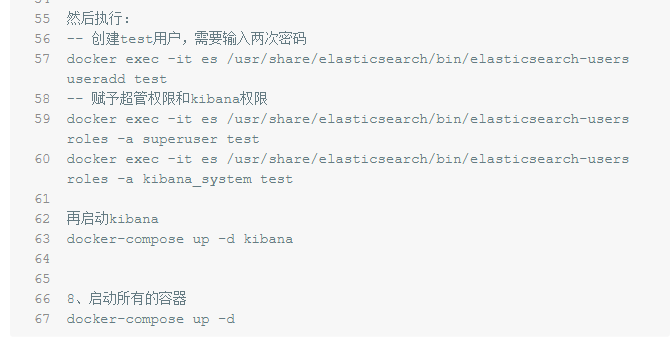 55 然后执行:
56 -- 创建test用户，需要输入两次密码
57 docker exec -it es /usr/share/elasticsearch/bin/elasticsearch-users
useradd test
58 -- 赋予超管权限和kibana权限
59 docker exec -it es /usr/share/elasticsearch/bin/elasticsearch-users
roles -a superuser test
60 docker exec -it es /usr/share/elasticsearch/bin/elasticsearch-users
roles -a kibana_system test
61
62 再启动kibana
63 docker-compose up -d kibana
64
65
66 8、启动所有的容器
67 docker-compose up -d